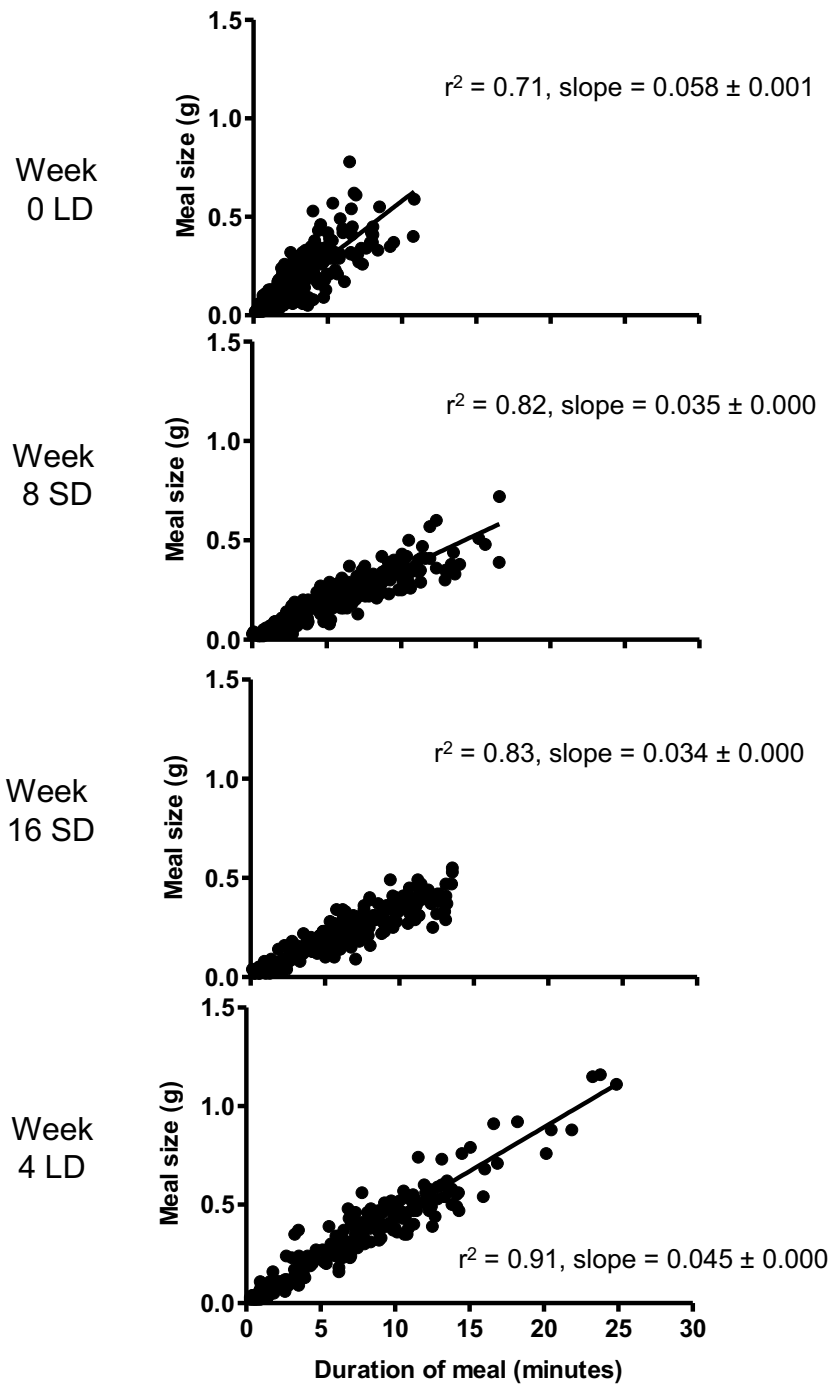 Week
0 LD
Meal size (g)
1.5
1.0
0.5
0.0
r² = 0.71, slope = 0.058 ± 0.001
Week
8 SD
Meal size (g)
1.5
1.0
0.5
0.0
r² = 0.82, slope = 0.035 ± 0.000
Week
16 SD
Meal size (g)
1.5
1.0
0.5
0.0
r² = 0.83, slope = 0.034 ± 0.000
Week
4 LD
Meal size (g)
1.5
1.0
0.5
0.0
r² = 0.91, slope = 0.045 ± 0.000
0 5 10 15 20 25 30
Duration of meal (minutes)